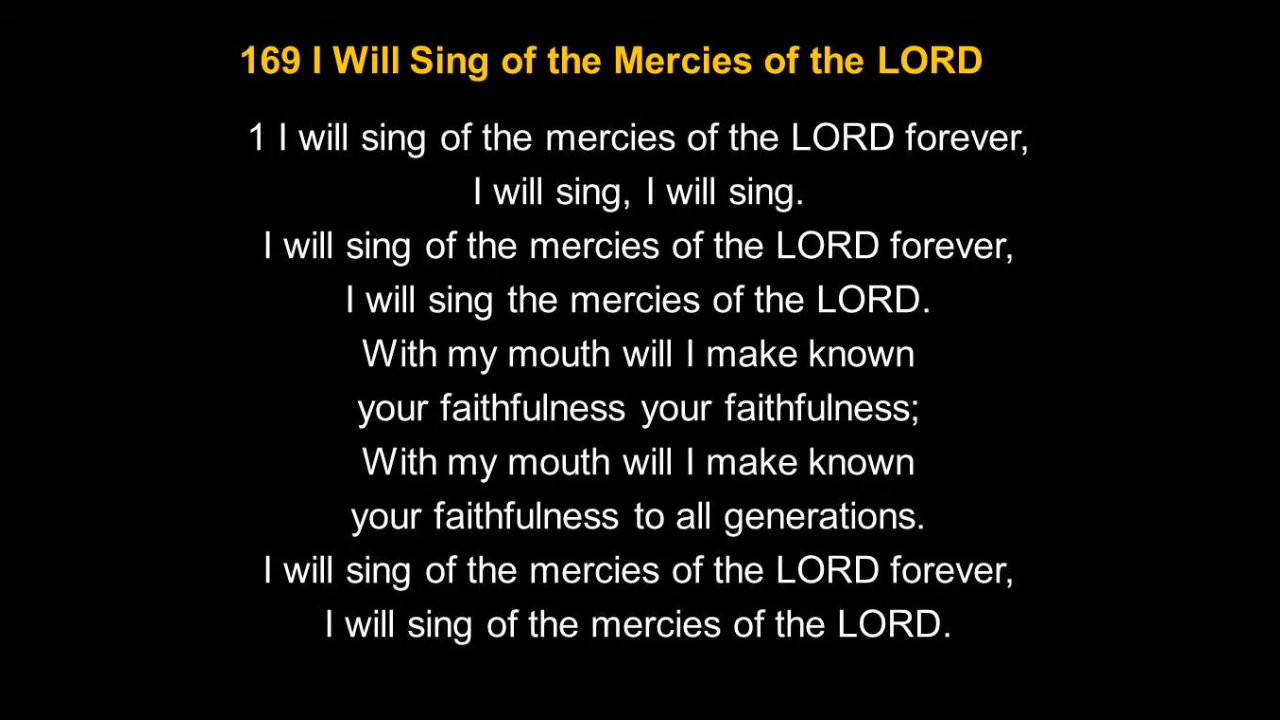 169 I Will Sing of the Mercies of the LORD
1 I will sing of the mercies of the LORD forever,
I will sing, I will sing.
I will sing of the mercies of the LORD forever,
I will sing the mercies of the LORD.
With my mouth will I make known
your faithfulness your faithfulness;
With my mouth will I make known
your faithfulness to all generations.
I will sing of the mercies of the LORD forever,
I will sing of the mercies of the LORD.